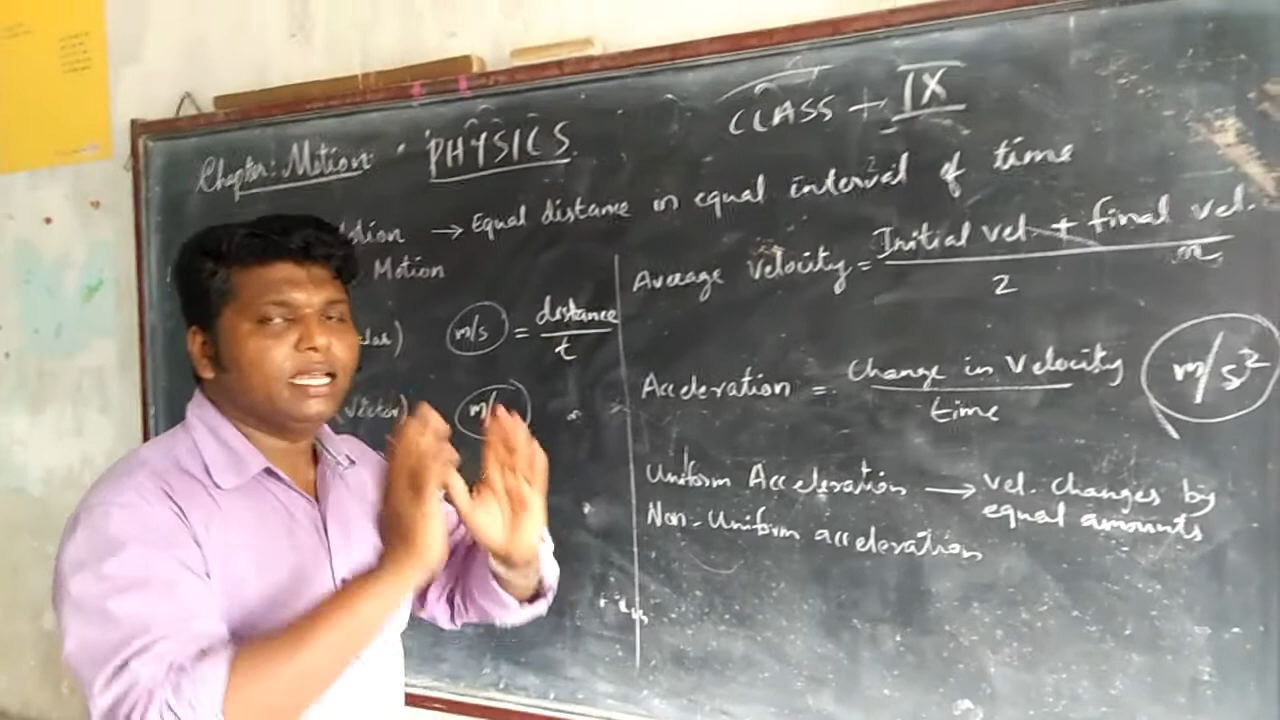 Chapter: Motion
PHYSICS
CLASS - IX
→ Equal distance in equal interval of time
Motion
m/s = distance / t
(Vector)
Average Velocity = Initial vel + final vel. / 2
Acceleration = Change in Velocity / time
m/s²
Uniform Acceleration → vel. changes by
equal amounts
Non-Uniform acceleration